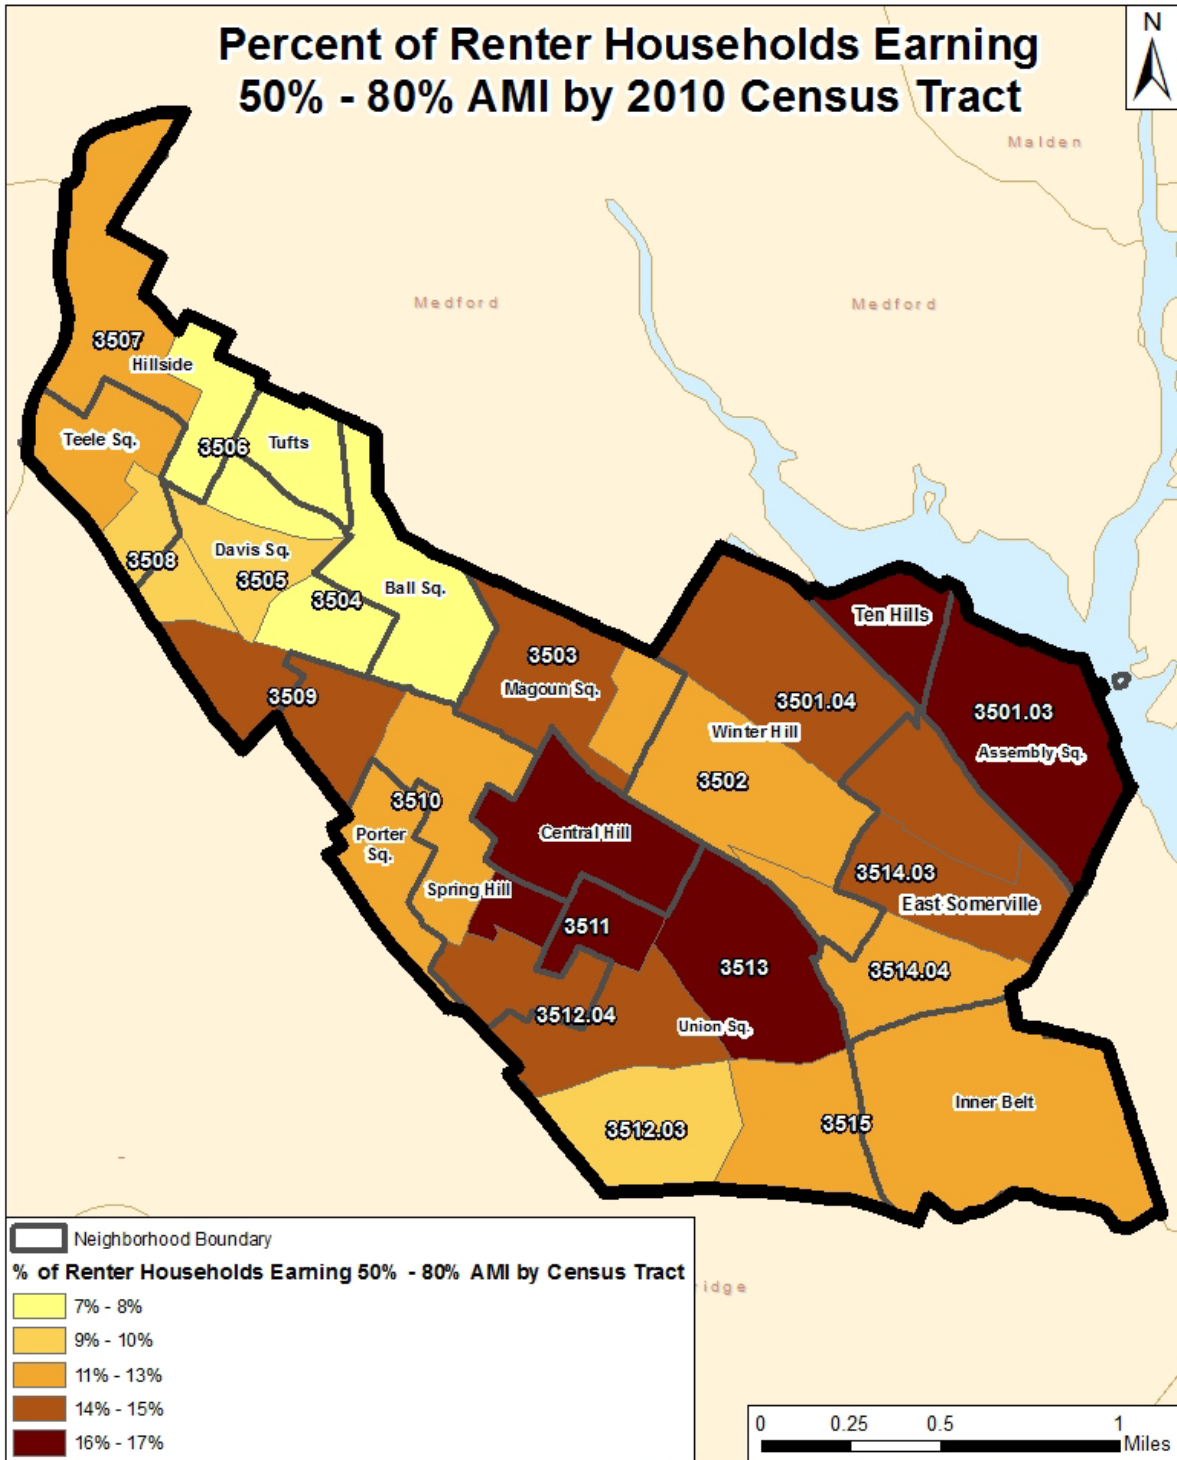 Percent of Renter Households Earning
50% - 80% AMI by 2010 Census Tract
N
Malden
Medford
Medford
3507
Hillside
Teele Sq.
3506
Tufts
Davis Sq.
3508
3505
3504
Ball Sq.
Ten Hills
3503
Magoun Sq.
3509
3501.04
3501.03
Winter Hill
Assembly Sq.
3502
3510
Porter
Sq.
Central Hill
Spring Hill
3514.03
East Somerville
3511
3513
3514.04
3512.04
Union Sq.
Inner Belt
3512.03
3515
Neighborhood Boundary
% of Renter Households Earning 50% - 80% AMI by Census Tract
7% - 8%
9% - 10%
11% - 13%
14% - 15%
16% - 17%
ridge
0 0.25 0.5 1
Miles